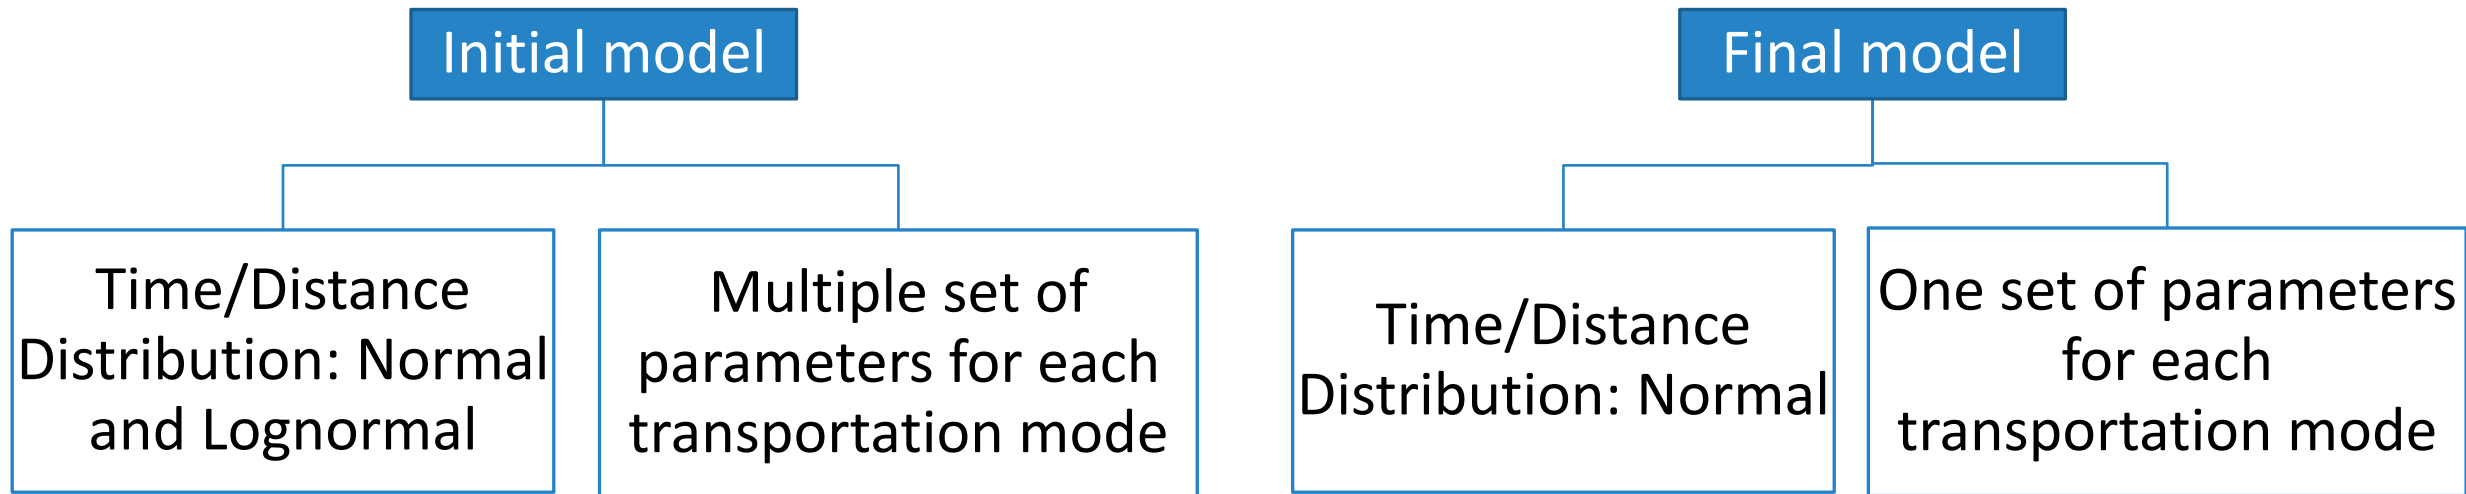 Initial model
Time/Distance
Distribution: Normal
and Lognormal
Multiple set of
parameters for each
transportation mode
Final model
Time/Distance
Distribution: Normal
One set of parameters
for each
transportation mode